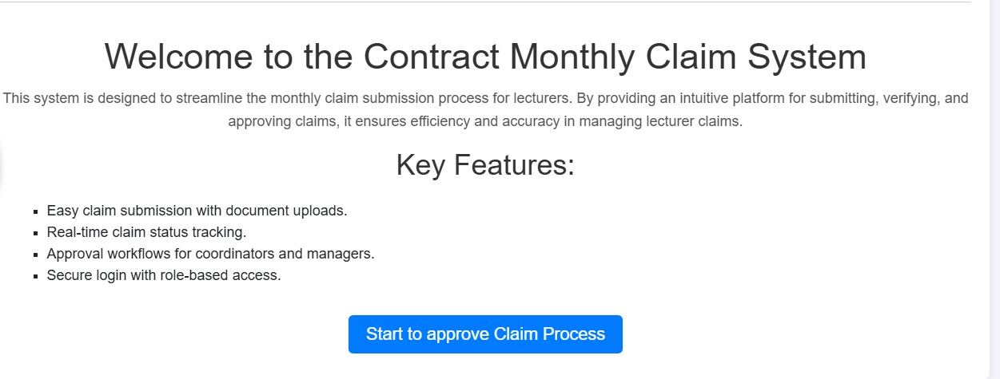 Welcome to the Contract Monthly Claim System
This system is designed to streamline the monthly claim submission process for lecturers. By providing an intuitive platform for submitting, verifying, and
approving claims, it ensures efficiency and accuracy in managing lecturer claims.
Key Features:
▪ Easy claim submission with document uploads.
▪ Real-time claim status tracking.
▪ Approval workflows for coordinators and managers.
▪ Secure login with role-based access.
Start to approve Claim Process